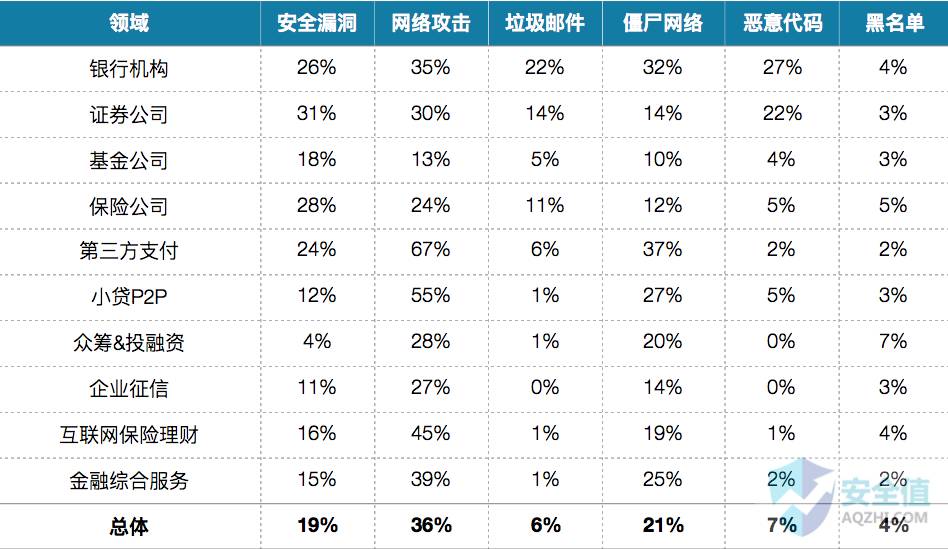 领域 安全漏洞 网络攻击 垃圾邮件 僵尸网络 恶意代码 黑名单
银行机构 26% 35% 22% 32% 27% 4%
证券公司 31% 30% 14% 14% 22% 3%
基金公司 18% 13% 5% 10% 4% 3%
保险公司 28% 24% 11% 12% 5% 5%
第三方支付 24% 67% 6% 37% 2% 2%
小贷P2P 12% 55% 1% 27% 5% 3%
众筹&投融资 4% 28% 1% 20% 0% 7%
企业征信 11% 27% 0% 14% 0% 3%
互联网保险理财 16% 45% 1% 19% 1% 4%
金融综合服务 15% 39% 1% 25% 2% 2%
总体 19% 36% 6% 21% 7% 4%
安全值
AQZHI.COM